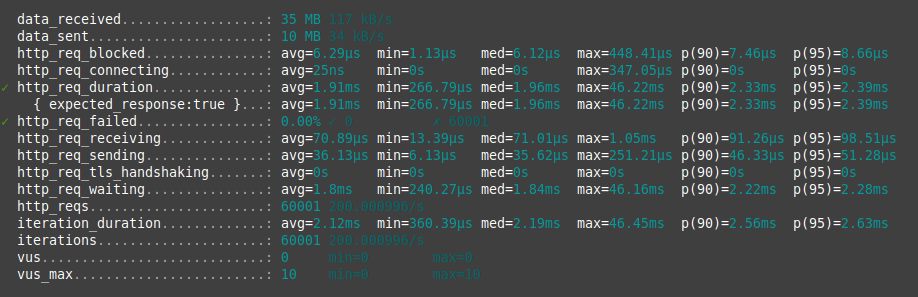 data_received..................: 35 MB 117 kB/s
data_sent......................: 10 MB 34 kB/s
http_req_blocked...............: avg=6.29µs min=1.13µs med=6.12µs max=448.41µs p(90)=7.46µs p(95)=8.66µs
http_req_connecting............: avg=25ns min=0s med=0s max=347.05µs p(90)=0s p(95)=0s
✓ http_req_duration..............: avg=1.91ms min=266.79µs med=1.96ms max=46.22ms p(90)=2.33ms p(95)=2.39ms
{ expected_response:true }...: avg=1.91ms min=266.79µs med=1.96ms max=46.22ms p(90)=2.33ms p(95)=2.39ms
✓ http_req_failed................: 0.00% ✓ 0 ✗ 60001
http_req_receiving.............: avg=70.89µs min=13.39µs med=71.01µs max=1.05ms p(90)=91.26µs p(95)=98.51µs
http_req_sending...............: avg=36.13µs min=6.13µs med=35.62µs max=251.21µs p(90)=46.33µs p(95)=51.28µs
http_req_tls_handshaking.......: avg=0s min=0s med=0s max=0s p(90)=0s p(95)=0s
http_req_waiting...............: avg=1.8ms min=240.27µs med=1.84ms max=46.16ms p(90)=2.22ms p(95)=2.28ms
http_reqs......................: 60001 200.000996/s
iteration_duration.............: avg=2.12ms min=360.39µs med=2.19ms max=46.45ms p(90)=2.56ms p(95)=2.63ms
iterations.....................: 60001 200.000996/s
vus............................: 0 min=0 max=0
vus_max........................: 10 min=0 max=10